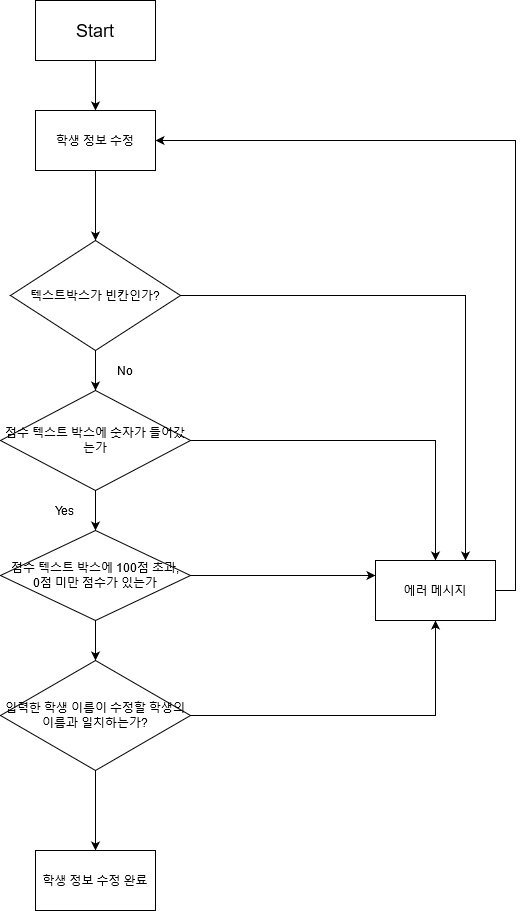 Start
학생 정보 수정
텍스트박스가 빈칸인가?
No
점수 텍스트 박스에 숫자가 들어갔
는가
Yes
점수 텍스트 박스에 100점 초과,
0점 미만 점수가 있는가
에러 메시지
입력한 학생 이름이 수정할 학생의
이름과 일치하는가?
학생 정보 수정 완료